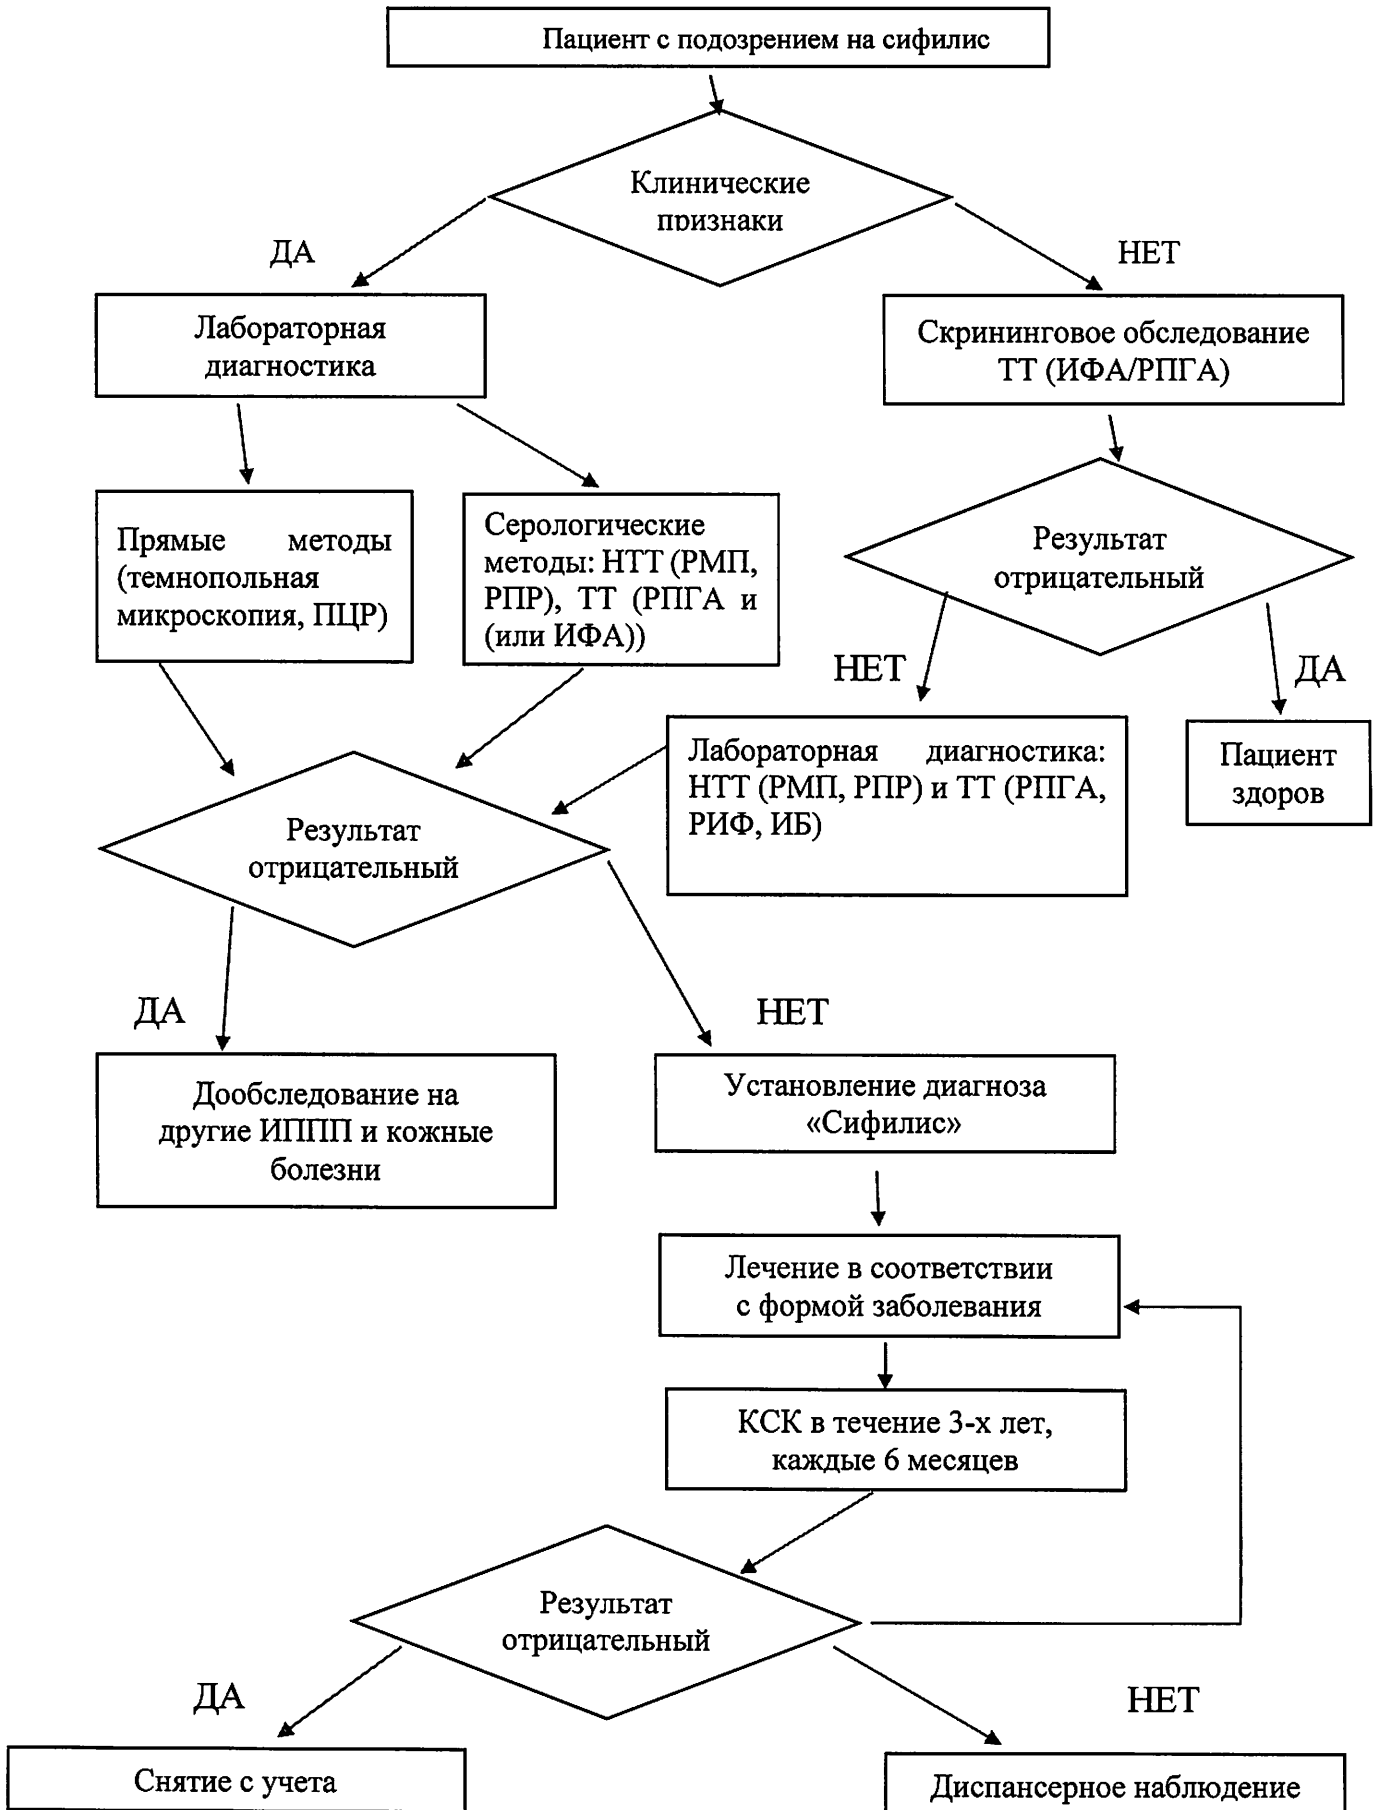 Пациент с подозрением на сифилис
Клинические
признаки
ДА
НЕТ
Лабораторная
диагностика
Скрининговое обследование
ТТ (ИФА/РПГА)
Прямые методы
(темнопольная
микроскопия, ПЦР)
Серологические
методы: НТТ (РМП,
РПР), ТТ (РПГА и
(или ИФА))
Результат
отрицательный
НЕТ
ДА
Лабораторная диагностика:
НТТ (РМП, РПР) и ТТ (РПГА,
РИФ, ИБ)
Пациент
здоров
Результат
отрицательный
ДА
НЕТ
Дообследование на
другие ИППП и кожные
болезни
Установление диагноза
«Сифилис»
Лечение в соответствии
с формой заболевания
КСК в течение 3-х лет,
каждые 6 месяцев
Результат
отрицательный
ДА
НЕТ
Снятие с учета
Диспансерное наблюдение